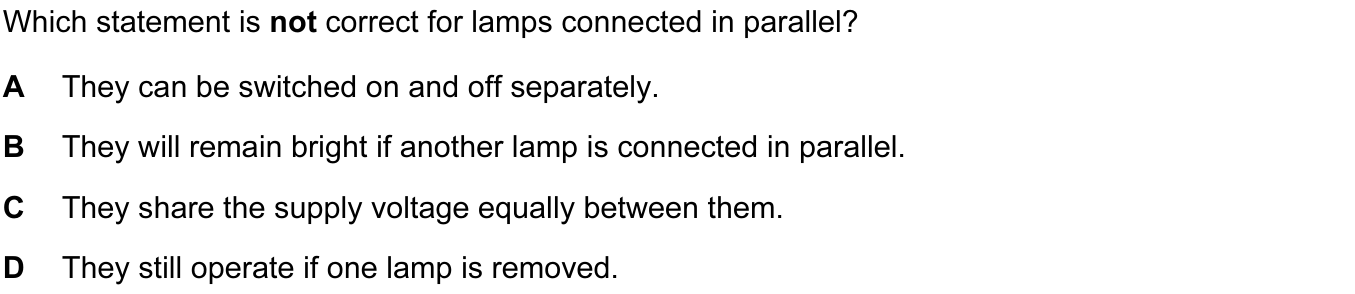 Which statement is not correct for lamps connected in parallel?
A They can be switched on and off separately.
B They will remain bright if another lamp is connected in parallel.
C They share the supply voltage equally between them.
D They still operate if one lamp is removed.